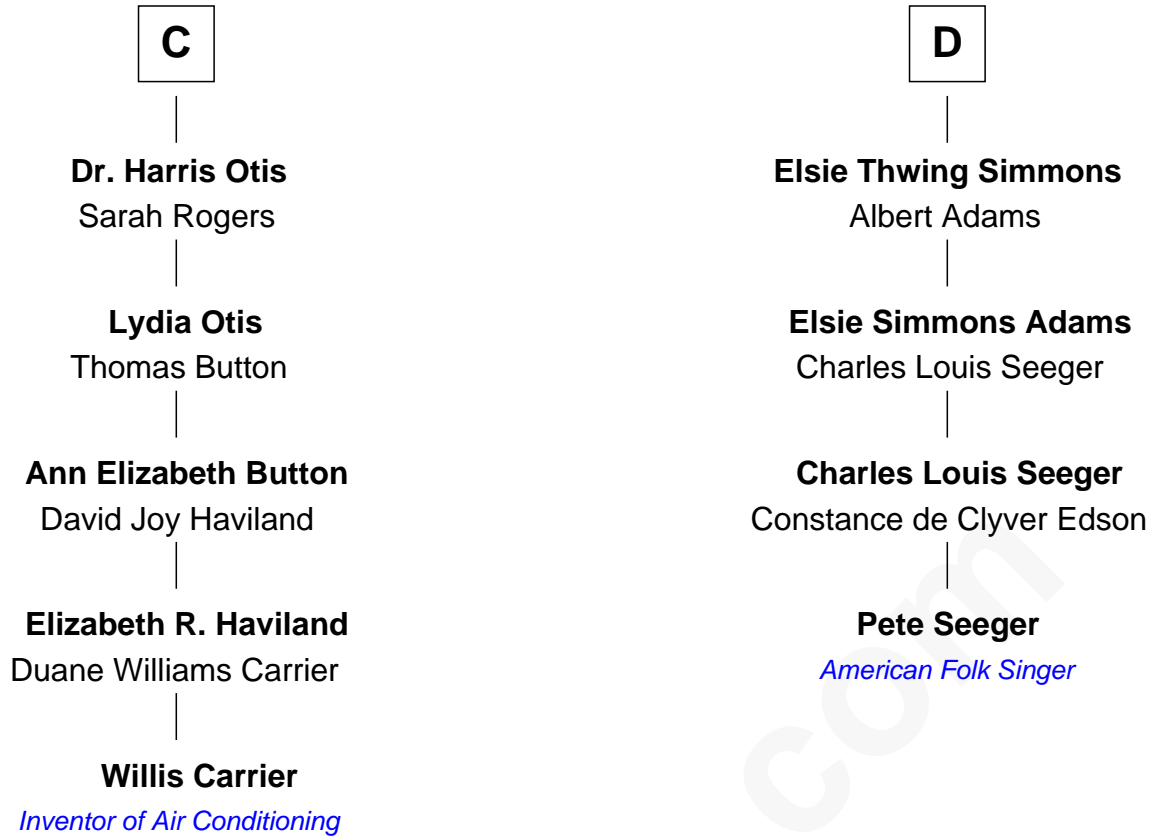 C
Dr. Harris Otis
Sarah Rogers
Lydia Otis
Thomas Button
Ann Elizabeth Button
David Joy Haviland
Elizabeth R. Haviland
Duane Williams Carrier
Willis Carrier
Inventor of Air Conditioning
D
Elsie Thwing Simmons
Albert Adams
Elsie Simmons Adams
Charles Louis Seeger
Charles Louis Seeger
Constance de Clyver Edson
Pete Seeger
American Folk Singer
com